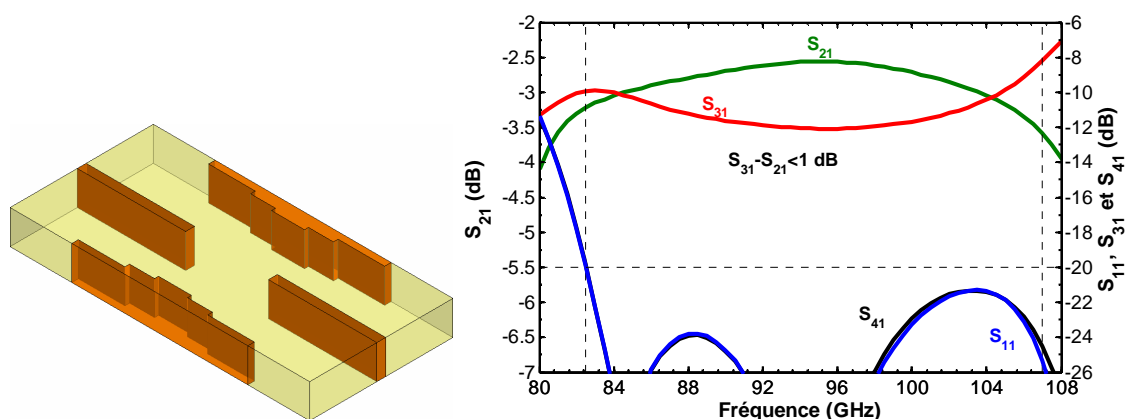 S21
S31
S31-S21<1 dB
S41
S11
-2
-2.5
-3
-3.5
-4
-4.5
-5
-5.5
-6
-6.5
-7
S21 (dB)
-6
-8
-10
-12
-14
-16
-18
-20
-22
-24
-26
S11, S31 et S41 (dB)
80 84 88 92 96 100 104 108
Fréquence (GHz)